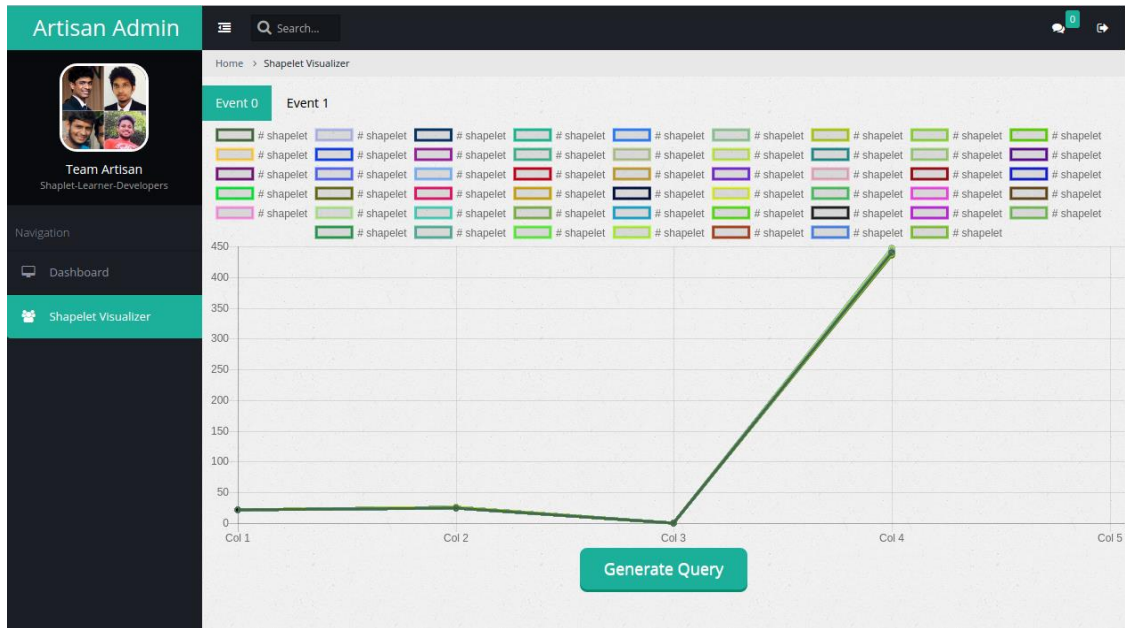 Artisan Admin
Search...
0
Home > Shapelet Visualizer
Team Artisan
Shaplet-Learner-Developers
Navigation
Dashboard
Shapelet Visualizer
Event 0 Event 1
# shapelet # shapelet # shapelet # shapelet # shapelet # shapelet # shapelet # shapelet # shapelet
# shapelet # shapelet # shapelet # shapelet # shapelet # shapelet # shapelet # shapelet # shapelet
# shapelet # shapelet # shapelet # shapelet # shapelet # shapelet # shapelet # shapelet # shapelet
# shapelet # shapelet # shapelet # shapelet # shapelet # shapelet # shapelet # shapelet # shapelet
# shapelet # shapelet # shapelet # shapelet # shapelet # shapelet # shapelet # shapelet # shapelet
# shapelet # shapelet # shapelet # shapelet # shapelet # shapelet # shapelet
450
400
350
300
250
200
150
100
50
0
Col 1 Col 2 Col 3 Col 4 Col 5
Generate Query